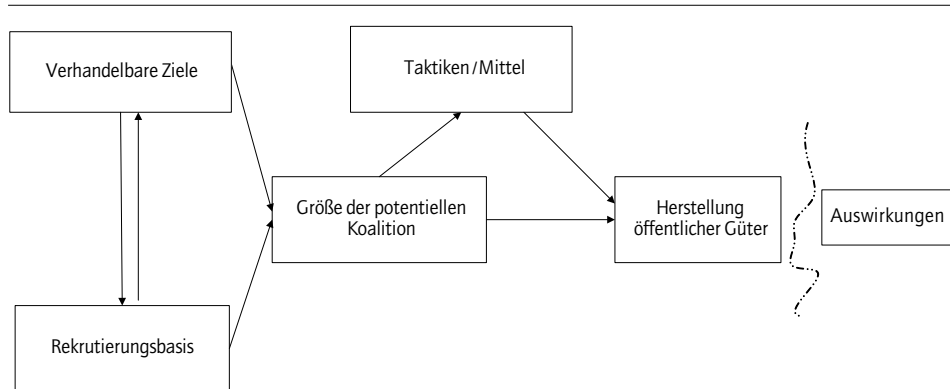 Verhandelbare Ziele
Taktiken/Mittel
Größe der potentiellen
Koalition
Herstellung
öffentlicher Güter
Auswirkungen
Rekrutierungsbasis